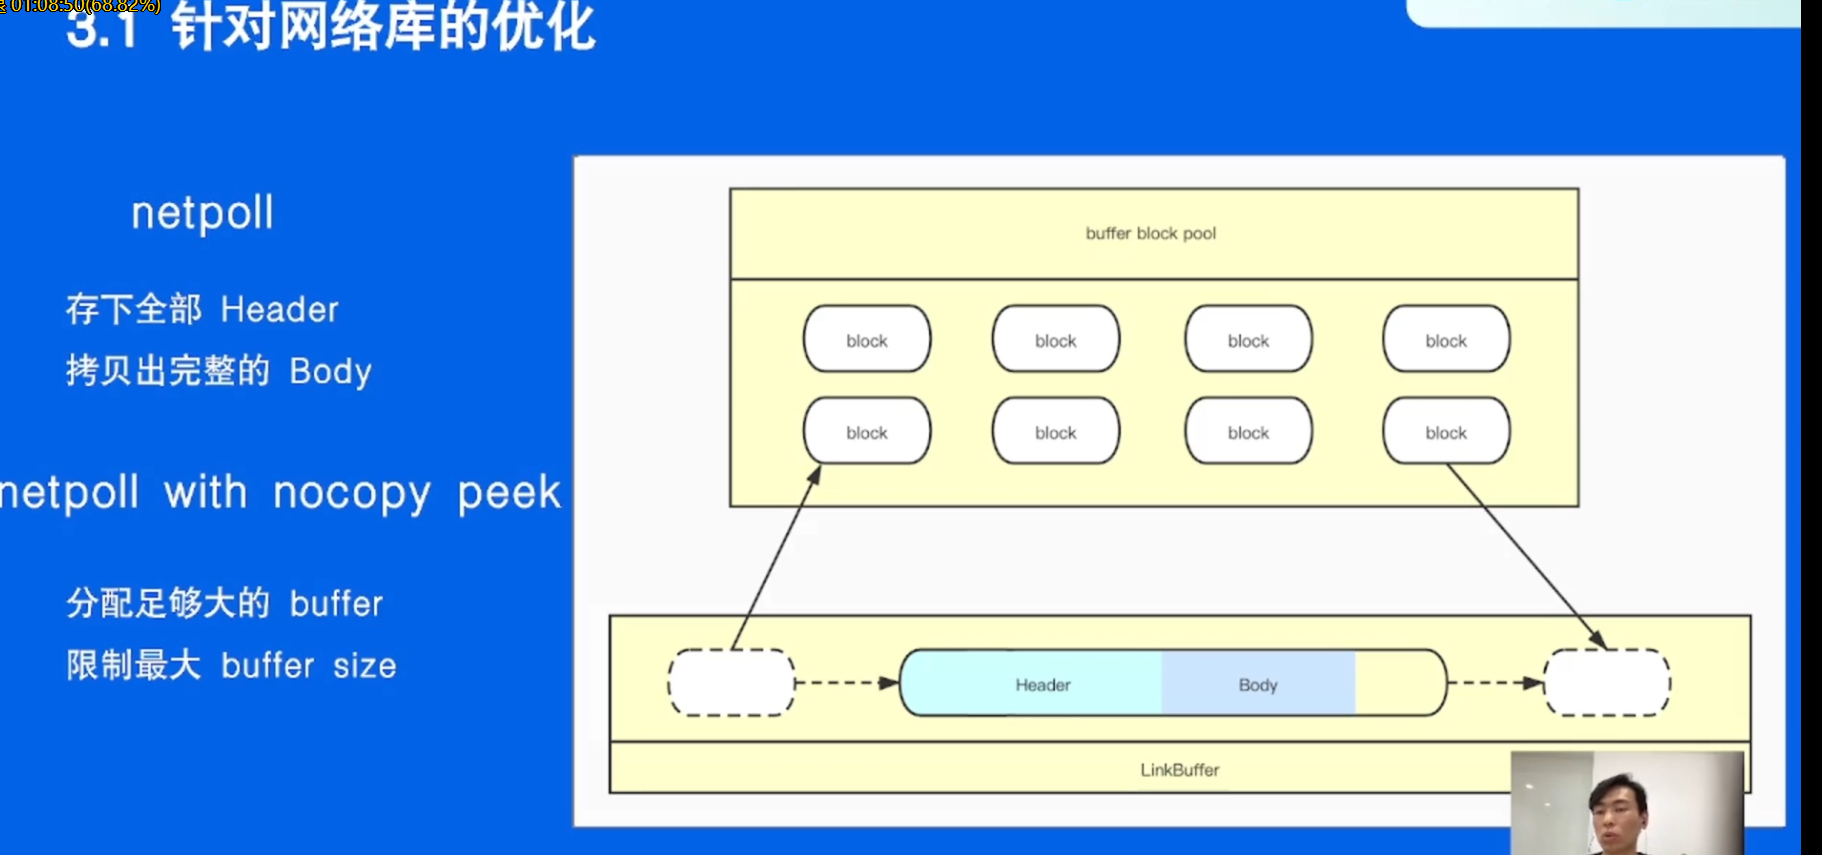 01:08:50(68.82%)
3.1 针对网络库的优化
netpoll
存下全部 Header
拷贝出完整的 Body
netpoll with nocopy peek
分配足够大的 buffer
限制最大 buffer size
buffer block pool
block block block block
block block block block
Header Body
LinkBuffer